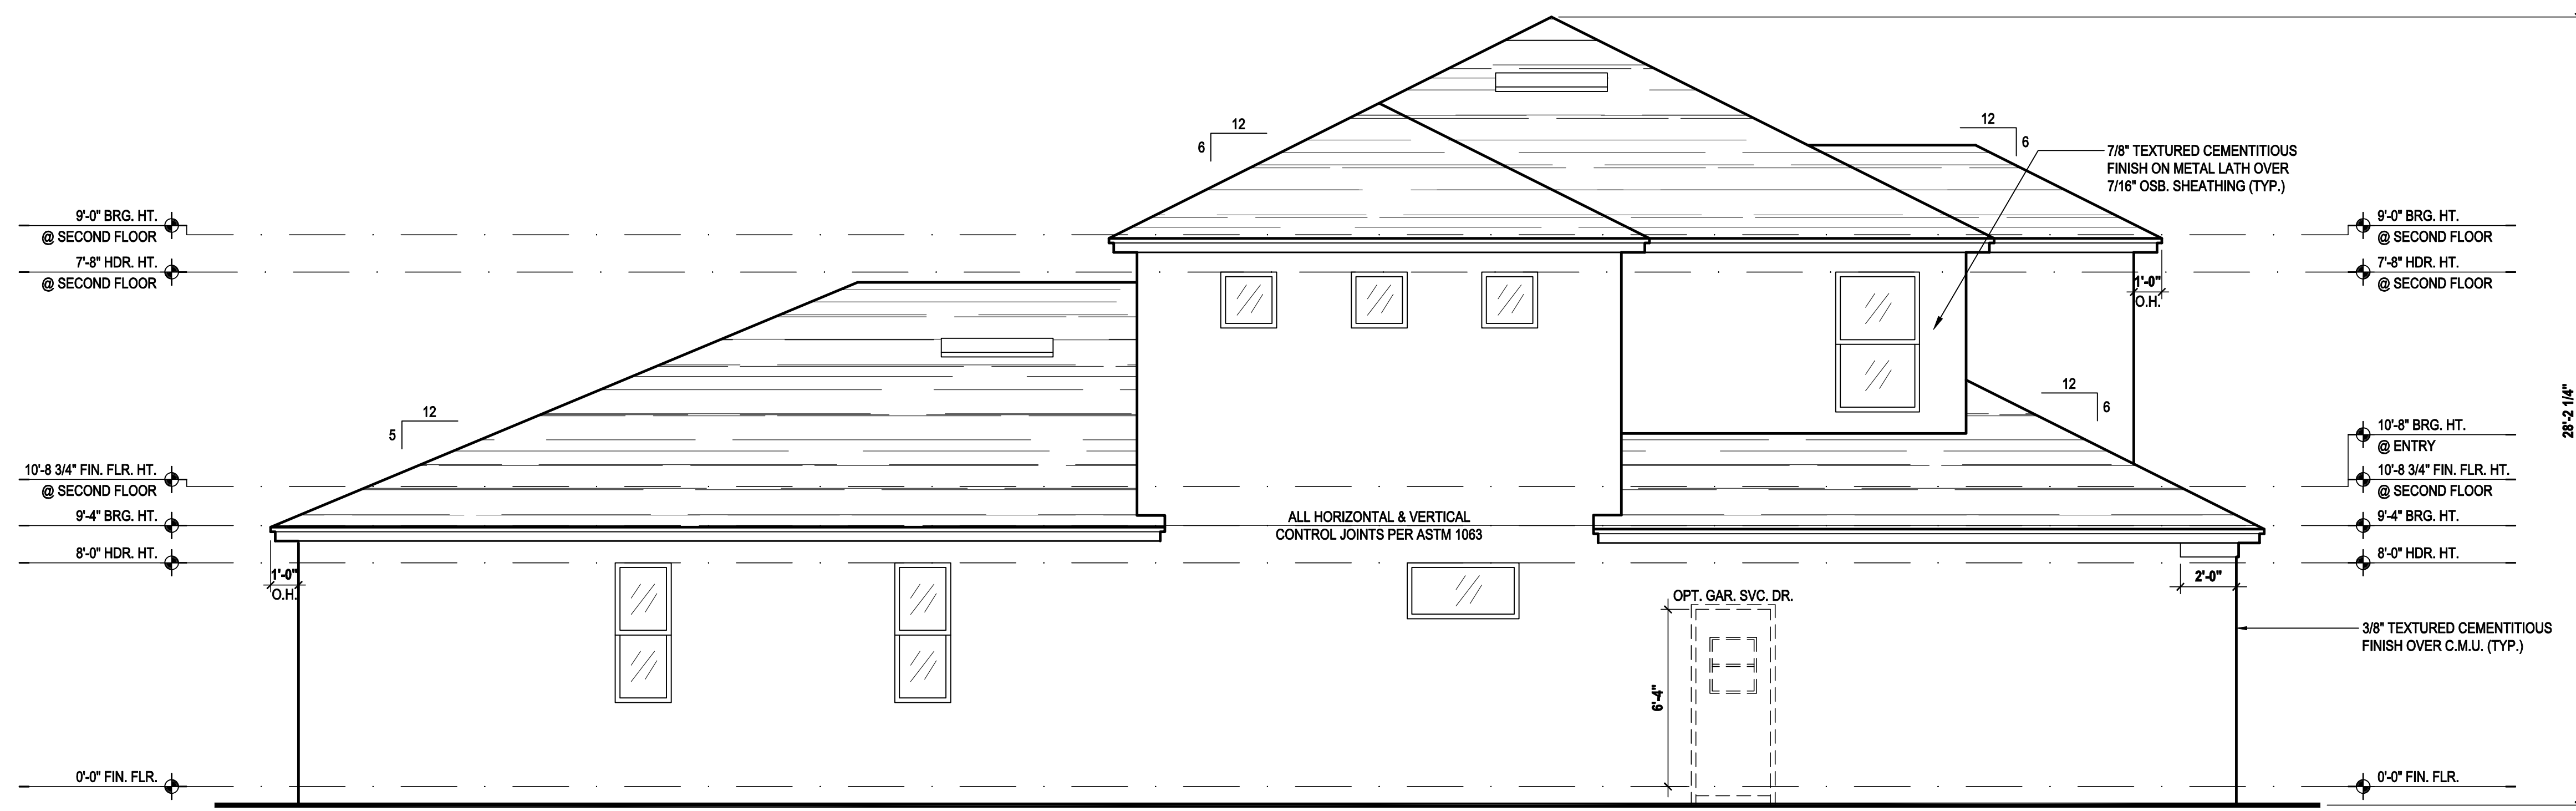 12
6
12
6
7/8" TEXTURED CEMENTITIOUS
FINISH ON METAL LATH OVER
7/16" OSB. SHEATHING (TYP.)
9'-0" BRG. HT.
@ SECOND FLOOR
7'-8" HDR. HT.
@ SECOND FLOOR
9'-0" BRG. HT.
@ SECOND FLOOR
7'-8" HDR. HT.
@ SECOND FLOOR
1'-0"
O.H.
12
5
12
6
28'-2 1/4"
10'-8 3/4" FIN. FLR. HT.
@ SECOND FLOOR
9'-4" BRG. HT.
8'-0" HDR. HT.
10'-8" BRG. HT.
@ ENTRY
10'-8 3/4" FIN. FLR. HT.
@ SECOND FLOOR
9'-4" BRG. HT.
8'-0" HDR. HT.
ALL HORIZONTAL & VERTICAL
CONTROL JOINTS PER ASTM 1063
1'-0"
O.H.
2'-0"
OPT. GAR. SVC. DR.
6'-4"
3/8" TEXTURED CEMENTITIOUS
FINISH OVER C.M.U. (TYP.)
0'-0" FIN. FLR.
0'-0" FIN. FLR.